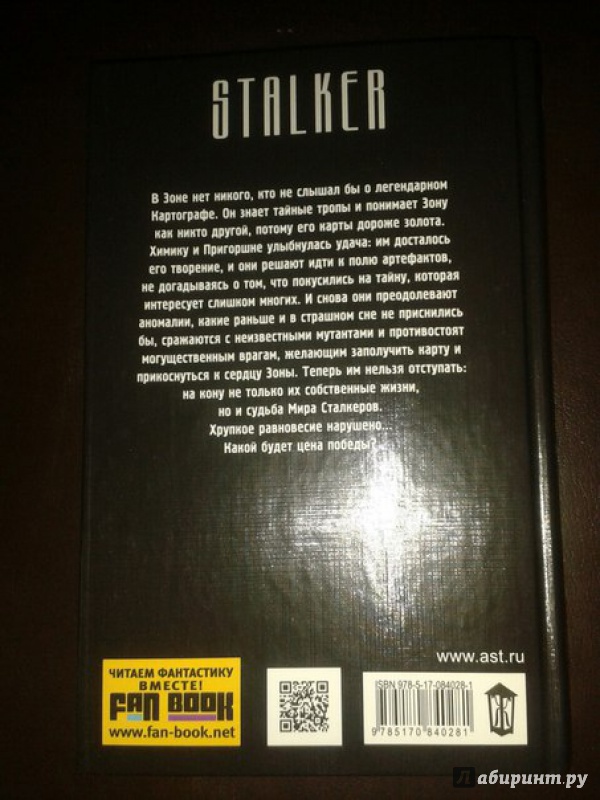 STALKER
В Зоне нет никого, кто не слышал бы о легендарном
Картографе. Он знает тайные тропы и понимает Зону
как никто другой, потому его карты дороже золота.
Химику и Пригоршне улыбнулась удача: им досталось
его творение, и они решают идти к полю артефактов,
не догадываясь о том, что покусились на тайну, которая
интересует слишком многих. И снова они преодолевают
аномалии, какие раньше и в страшном сне не приснились
бы, сражаются с неизвестными мутантами и противостоят
могущественным врагам, желающим заполучить карту и
прикоснуться к сердцу Зоны. Теперь им нельзя отступать:
на кону не только их собственные жизни,
но и судьба Мира Сталкеров.
Хрупкое равновесие нарушено...
Какой будет цена победы?
www.ast.ru
ЧИТАЕМ ФАНТАСТИКУ
ВМЕСТЕ!
FAN BOOK
www.fan-book.net
ISBN 978-5-17-084028-1
9 785170 840281
Лабиринт.ру